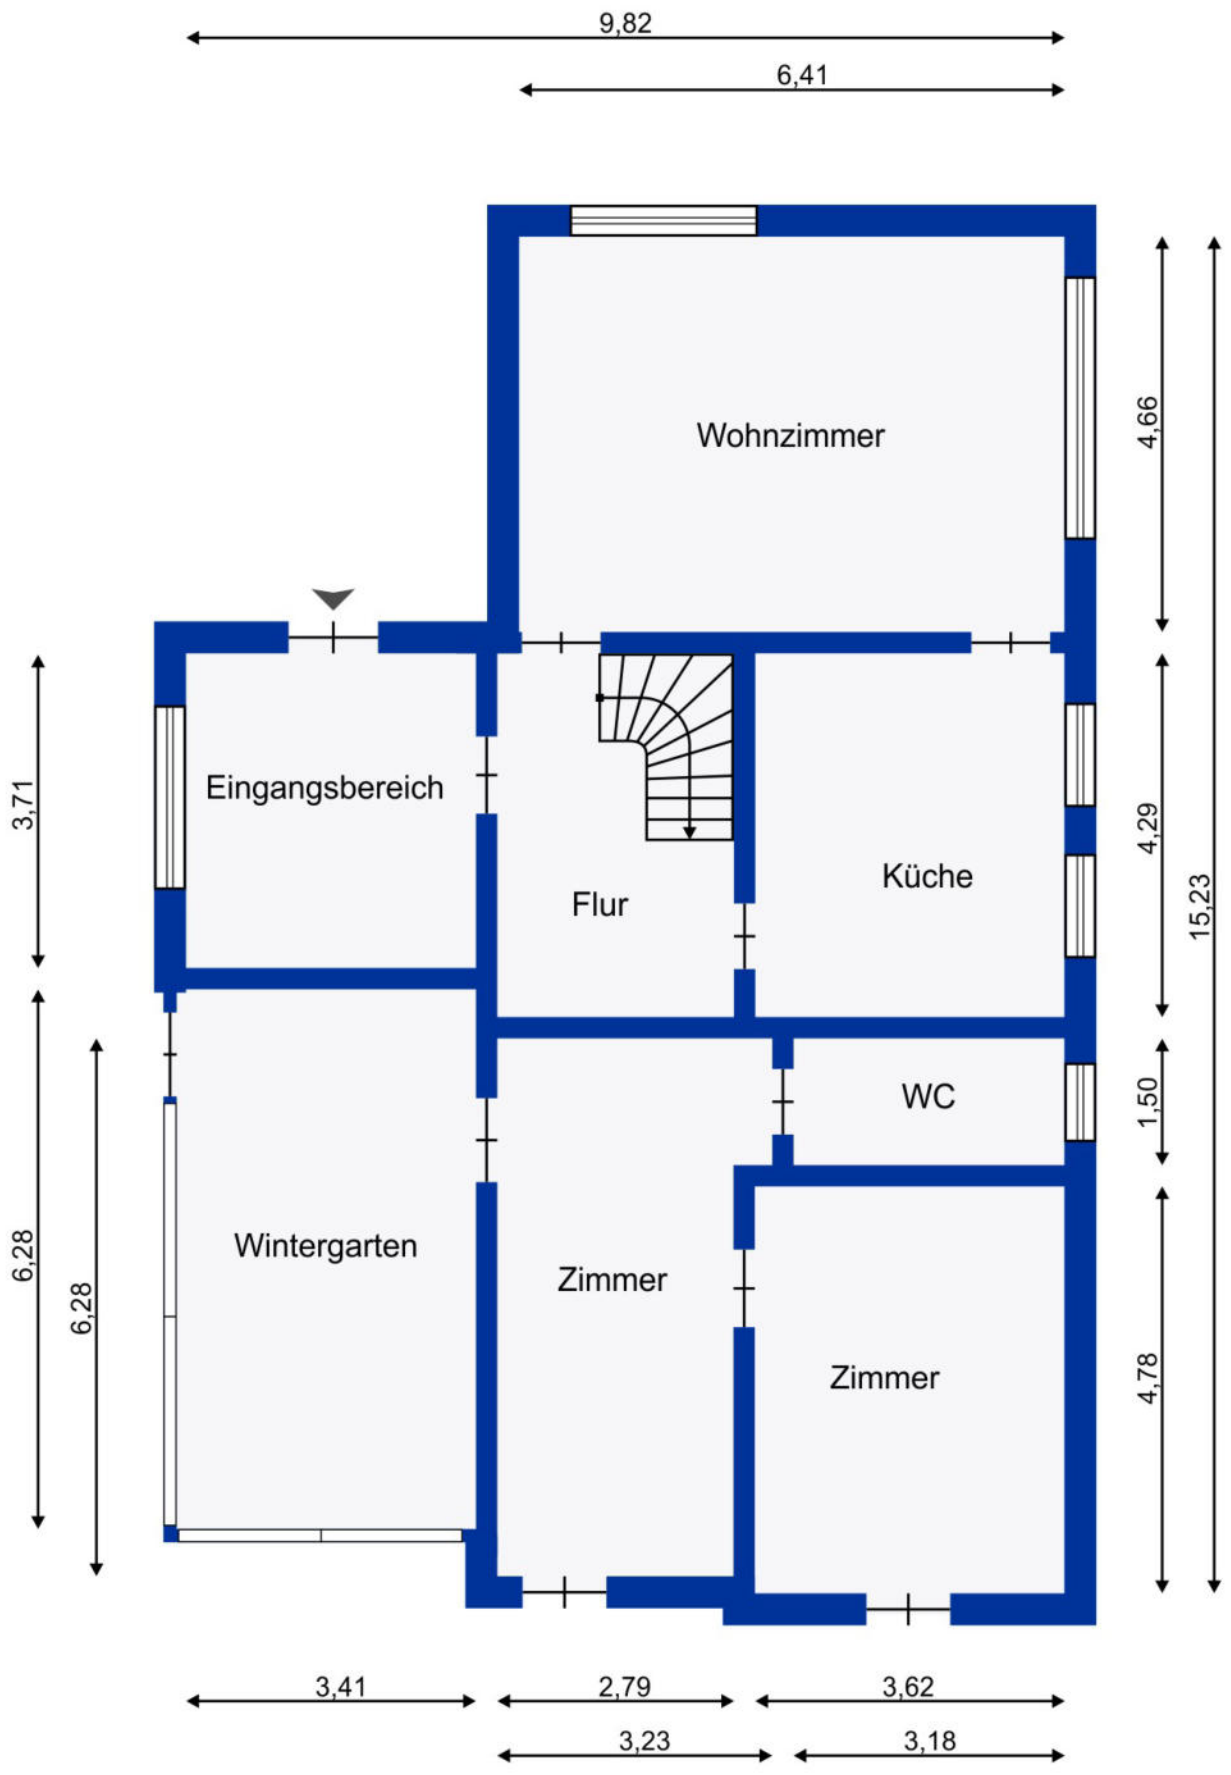 9,82
6,41
Wohnzimmer
4,66
Eingangsbereich
3,71
Flur
Küche
4,29
15,23
WC
1,50
Wintergarten
6,28
6,28
Zimmer
Zimmer
4,78
3,41
2,79
3,62
3,23
3,18